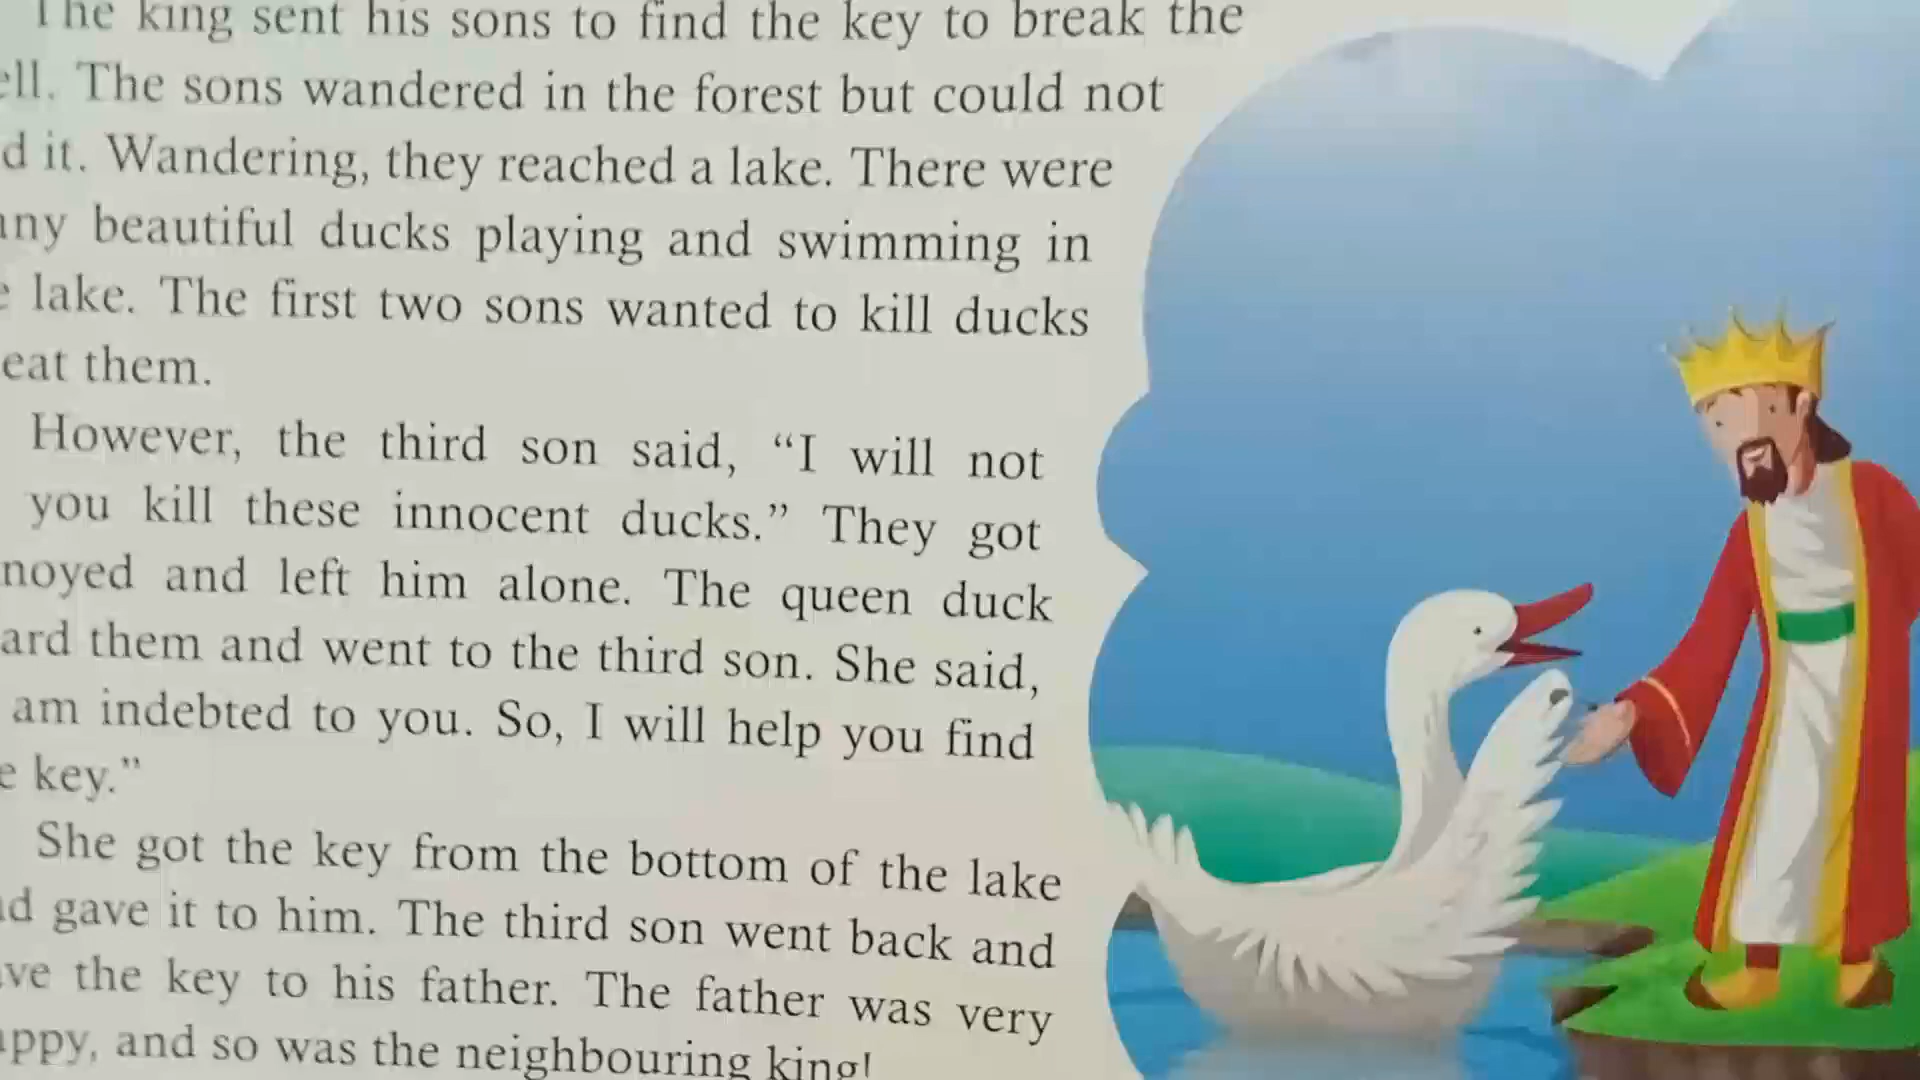 The king sent his sons to find the key to break the
ell. The sons wandered in the forest but could not
d it. Wandering, they reached a lake. There were
any beautiful ducks playing and swimming in
e lake. The first two sons wanted to kill ducks
eat them.
However, the third son said, “I will not
you kill these innocent ducks.” They got
noyed and left him alone. The queen duck
ard them and went to the third son. She said,
am indebted to you. So, I will help you find
e key.”
She got the key from the bottom of the lake
nd gave it to him. The third son went back and
ave the key to his father. The father was very
appy, and so was the neighbouring king!